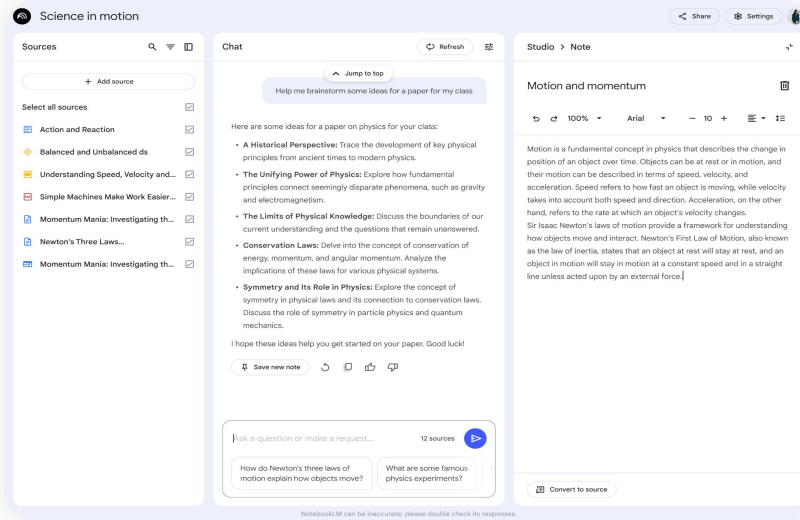 Science in motion
Share
Settings
Sources
Add source
Select all sources
Action and Reaction
Balanced and Unbalanced ds
Understanding Speed, Velocity and...
Simple Machines Make Work Easier...
Momentum Mania: Investigating th...
Newton's Three Laws...
Momentum Mania: Investigating th...
Chat
Refresh
Jump to top
Help me brainstorm some ideas for a paper for my class
Here are some ideas for a paper on physics for your class:
• A Historical Perspective: Trace the development of key physical
principles from ancient times to modern physics.
• The Unifying Power of Physics: Explore how fundamental
principles connect seemingly disparate phenomena, such as gravity
and electromagnetism.
• The Limits of Physical Knowledge: Discuss the boundaries of our
current understanding and the questions that remain unanswered.
• Conservation Laws: Delve into the concept of conservation of
energy, momentum, and angular momentum. Analyze the
implications of these laws for various physical systems.
• Symmetry and Its Role in Physics: Explore the concept of
symmetry in physical laws and its connection to conservation laws.
Discuss the role of symmetry in particle physics and quantum
mechanics.
I hope these ideas help you get started on your paper. Good luck!
Save new note
Ask a question or make a request...
12 sources
How do Newton's three laws of
motion explain how objects move?
What are some famous
physics experiments?
Studio > Note
Motion and momentum
100%
Arial
— 10 +
Motion is a fundamental concept in physics that describes the change in
position of an object over time. Objects can be at rest or in motion, and
their motion can be described in terms of speed, velocity, and
acceleration. Speed refers to how fast an object is moving, while velocity
takes into account both speed and direction. Acceleration, on the other
hand, refers to the rate at which an object's velocity changes.
Sir Isaac Newton's laws of motion provide a framework for understanding
how objects move and interact. Newton's First Law of Motion, also known
as the law of inertia, states that an object at rest will stay at rest, and an
object in motion will stay in motion at a constant speed and in a straight
line unless acted upon by an external force.
Convert to source
NotebookLM can be inaccurate; please double check its responses.